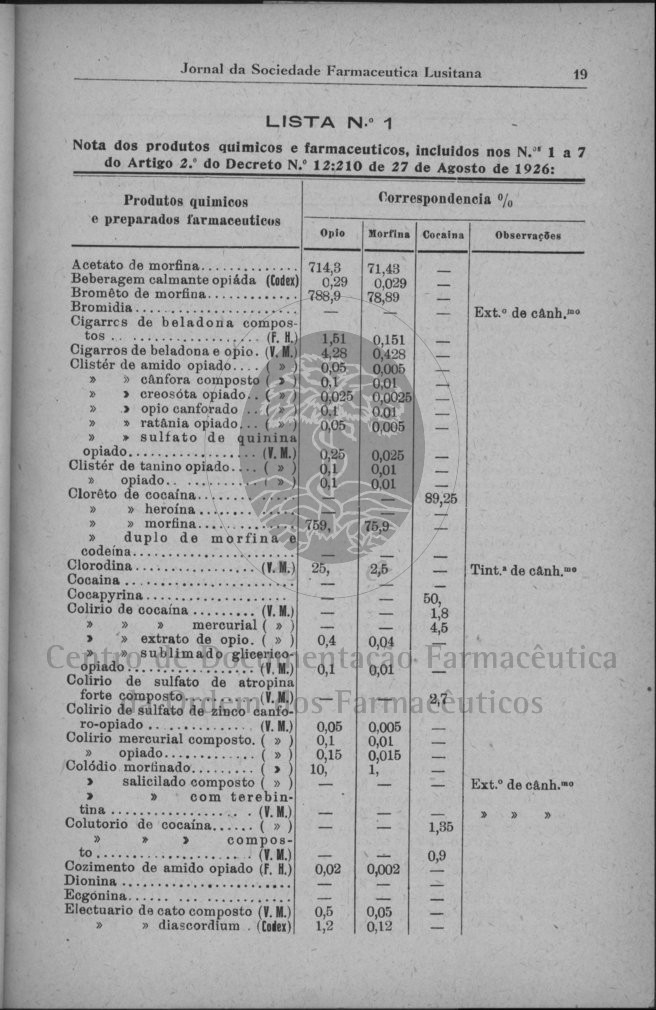 Jornal da Sociedade Farmaceutica Lusitana 19
LISTA N.º 1
Nota dos produtos quimicos e farmaceuticos, incluidos nos N.ºˢ 1 a 7
do Artigo 2.º do Decreto N.º 12:210 de 27 de Agosto de 1926:
Produtos quimicos
e preparados farmaceuticos
Correspondencia %
Opio Morfina Cocaina Observações
Acetato de morfina............... 714,3 71,43 —
Beberagem calmante opiáda (Codex) 0,29 0,029 —
Bromêto de morfina............. 788,9 78,89 —
Bromidia........................ — — — Ext.º de cânh.mo
Cigarros de beladona compos-
tos ........................ (F. H.) 1,51 0,151 —
Cigarros de beladona e opio. (V. M.) 4,28 0,428 —
Clistér de amido opiado.... ( » ) 0,05 0,005 —
» » cânfora composto ( » ) 0,1 0,01 —
» » creosóta opiado.. ( » ) 0,025 0,0025 —
» » opio canforado ( » ) 0,1 0,01 —
» » ratânia opiado... ( » ) 0,05 0,005 —
» » sulfato de quinina
opiado.................. (V. M.) 0,25 0,025 —
Clistér de tanino opiado.... ( » ) 0,1 0,01 —
» opiado................ ( » ) 0,1 0,01 —
Clorêto de cocaína.............. — — 89,25
» » heroína.............. — — —
» » morfina.............. 759, 75,9 —
» duplo de morfina e
codeína........................ — — —
Clorodina................. (V. M.) 25, 2,5 — Tint.ª de cânh.mo
Cocaina ........................ — — —
Cocapyrina..................... — — 50,
Colirio de cocaína ......... (V. M.) — — 1,8
» » » mercurial ( » ) — — 4,5
» » extrato de opio. ( » ) 0,4 0,04 —
» » sublimado glicerico-
opiado.................. (V. M.) 0,1 0,01 —
Colirio de sulfato de atropina
forte composto........... (V. M.) — — 2,7
Colirio de sulfato de zinco canfo-
ro-opiado ................ (V. M.) 0,05 0,005 —
Colirio mercurial composto. ( » ) 0,1 0,01 —
» opiado............. ( » ) 0,15 0,015 —
Colódio morfinado......... ( » ) 10, 1, —
» salicilado composto ( » ) — — — Ext.º de cânh.mo
» » com terebin-
tina ..................... (V. M.) — — — » » »
Colutorio de cocaína...... ( » ) — — 1,35
» » » compos-
to....................... (V. M.) — — 0,9
Cozimento de amido opiado (F. H.) 0,02 0,002 —
Dionina ........................ — — —
Ecgónina........................ — — —
Electuario de cato composto (V. M.) 0,5 0,05 —
» » diascordium . (Codex) 1,2 0,12 —
Centro de Documentação Farmacêutica
da Ordem dos Farmacêuticos